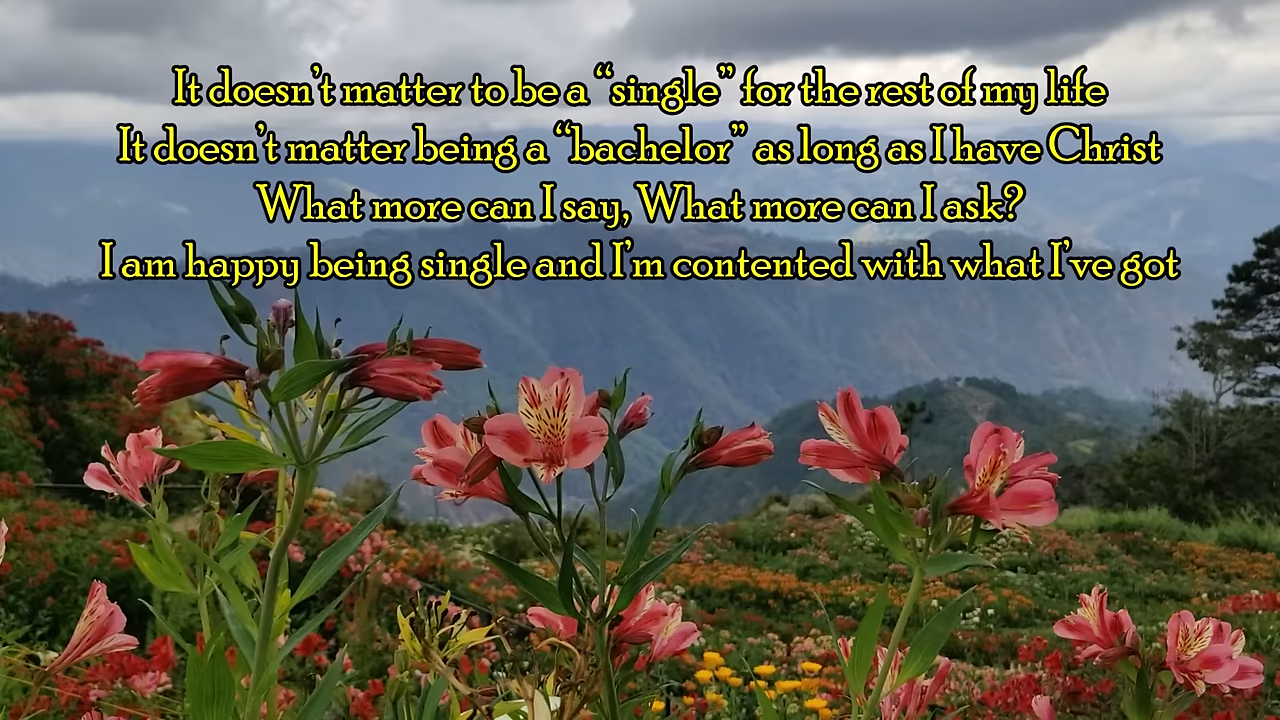 It doesn't matter to be a “single” for the rest of my life
It doesn't matter being a “bachelor” as long as I have Christ
What more can I say, What more can I ask?
I am happy being single and I'm contented with what I've got